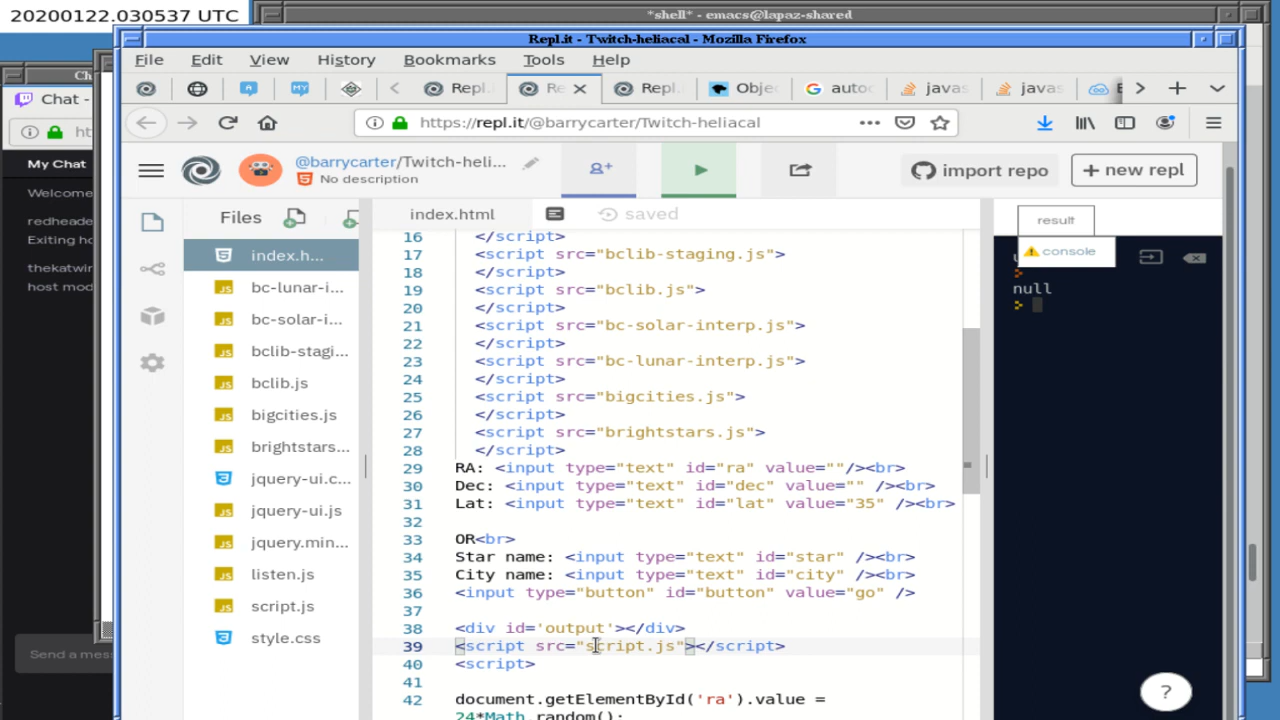 20200122.030537 UTC
*shell* - emacs@lapaz-shared
Repl.it - Twitch-heliacal - Mozilla Firefox
File Edit View History Bookmarks Tools Help
Ch
Chat -
Repl. Re Repl. Obje autoc javas javas
ht
https://repl.it/@barrycarter/Twitch-heliacal
My Chat
Welcome
redheade
Exiting ho
thekatwir
host mod
Send a mess
@barrycarter/Twitch-heli...
No description
import repo
+ new repl
Files
index.h...
bc-lunar-i...
bc-solar-i...
bclib-stagi...
bclib.js
bigcities.js
brightstars...
jquery-ui.c...
jquery-ui.js
jquery.min...
listen.js
script.js
style.css
index.html
saved
16 </script>
17 <script src="bclib-staging.js">
18 </script>
19 <script src="bclib.js">
20 </script>
21 <script src="bc-solar-interp.js">
22 </script>
23 <script src="bc-lunar-interp.js">
24 </script>
25 <script src="bigcities.js">
26 </script>
27 <script src="brightstars.js">
28 </script>
29 RA: <input type="text" id="ra" value=""/><br>
30 Dec: <input type="text" id="dec" value="" /><br>
31 Lat: <input type="text" id="lat" value="35" /><br>
32
33 OR<br>
34 Star name: <input type="text" id="star" /><br>
35 City name: <input type="text" id="city" /><br>
36 <input type="button" id="button" value="go" />
37
38 <div id='output'></div>
39 <script src="script.js"></script>
40 <script>
41
42 document.getElementById('ra').value =
24*Math.random();
result
console
>
null
>
?